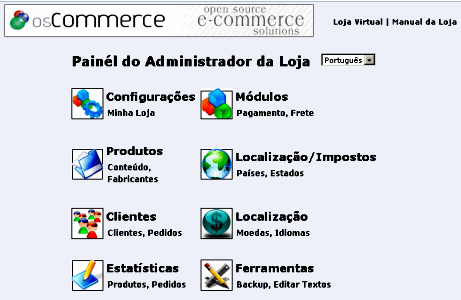 osCommerce
open source
e-commerce
solutions
Loja Virtual | Manual da Loja
Painél do Administrador da Loja
Português
Configurações
Minha Loja
Módulos
Pagamento, Frete
Produtos
Conteúdo,
Fabricantes
Localização/Impostos
Países, Estados
Clientes
Clientes, Pedidos
Localização
Moedas, Idiomas
Estatísticas
Produtos, Pedidos
Ferramentas
Backup, Editar Textos